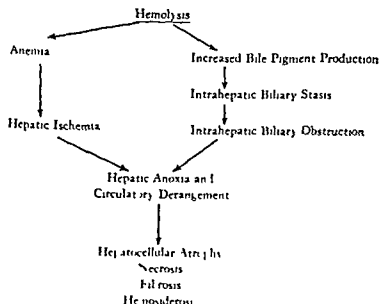 Hemolysis
Anemia
Increased Bile Pigment Production
Intrahepatic Biliary Stasis
Hepatic Ischemia
Intrahepatic Biliary Obstruction
Hepatic Anoxia and
Circulatory Derangement
Hepatocellular Atrophy
Necrosis
Fibrosis
Hemosiderosis